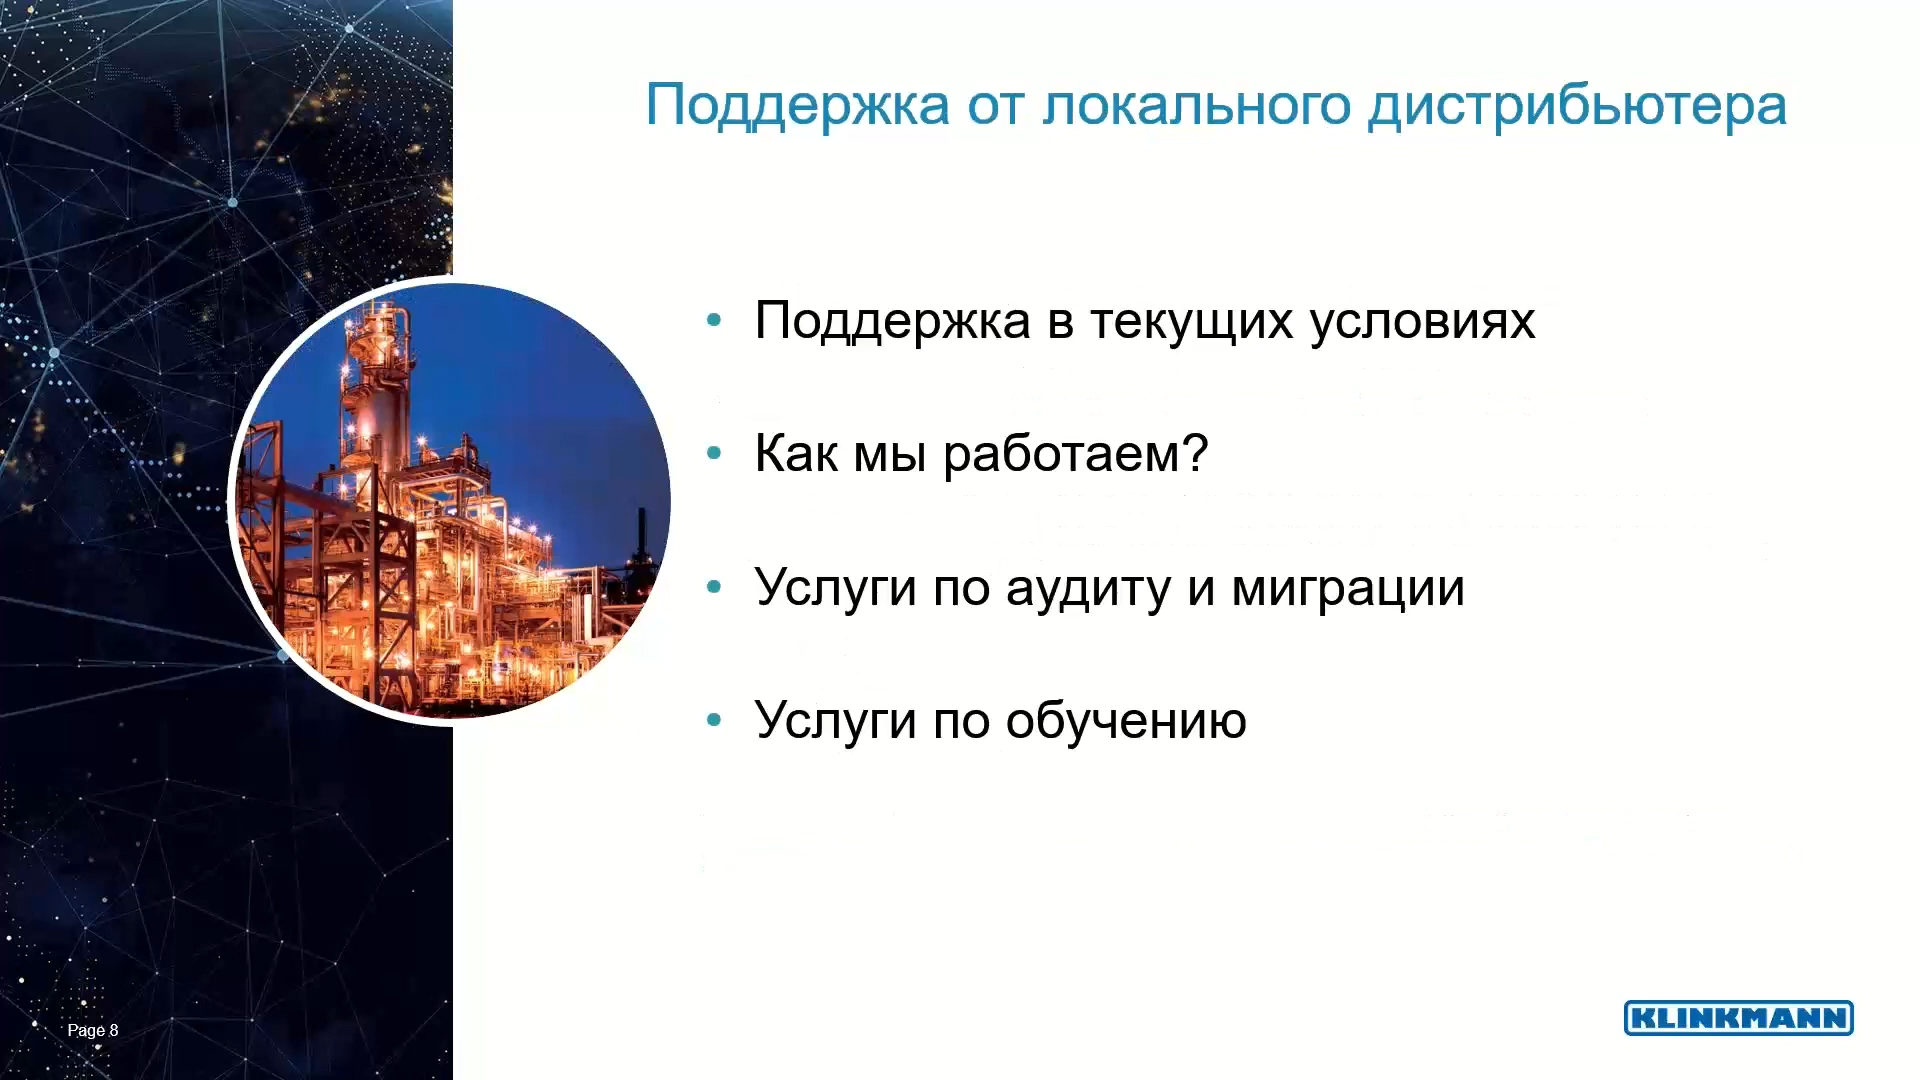 Поддержка от локального дистрибьютера
• Поддержка в текущих условиях
• Как мы работаем?
• Услуги по аудиту и миграции
• Услуги по обучению
Page 8
KLINKMANN